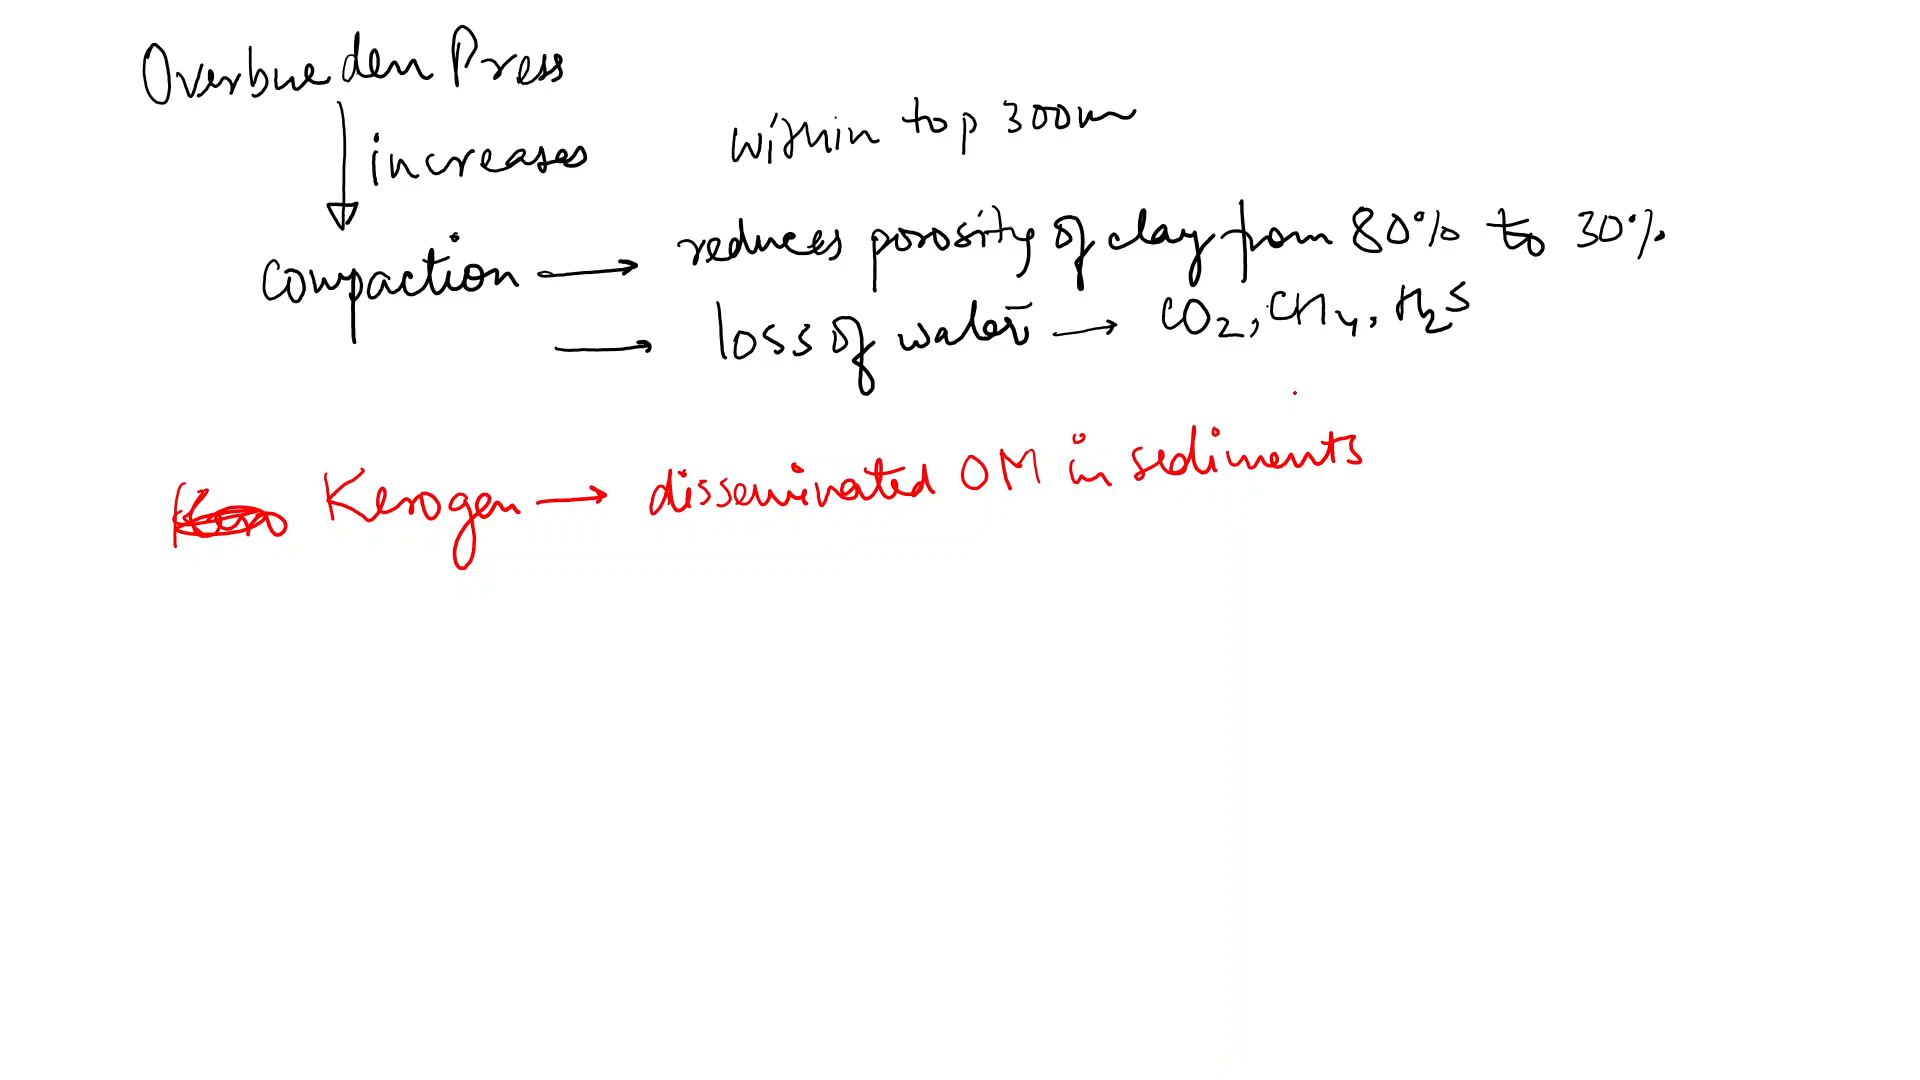 Overburden Press
increases
within top 300m
compaction → reduces porosity of clay from 80% to 30%.
→ loss of water → CO2, CH4, H2S
Kerogen → disseminated OM in sediments